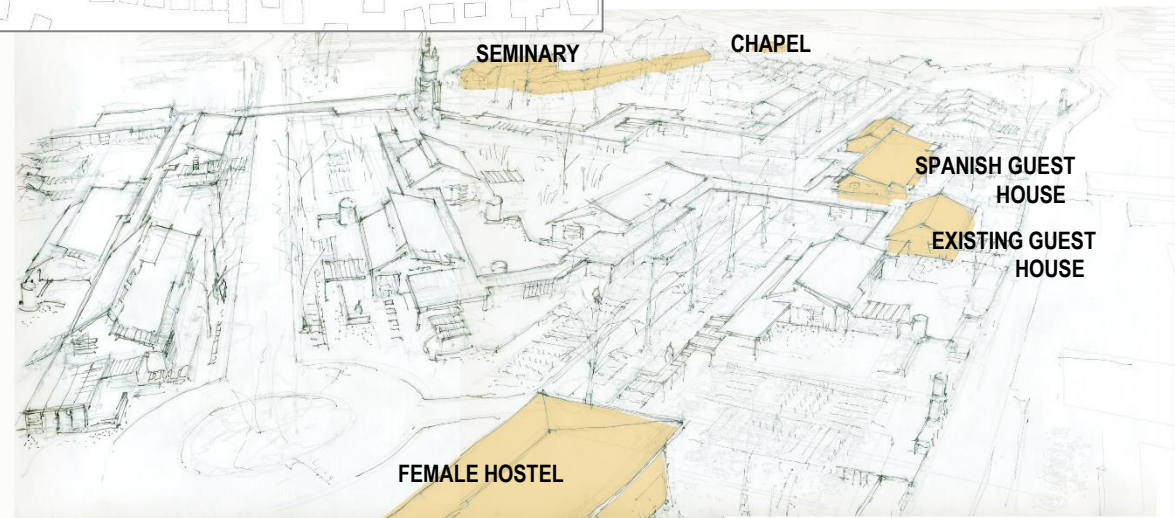 SEMINARY
CHAPEL
SPANISH GUEST
HOUSE
EXISTING GUEST
HOUSE
FEMALE HOSTEL